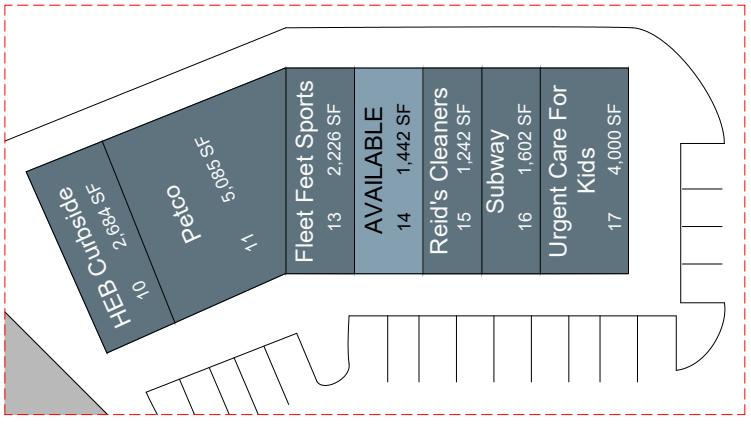 HEB Curbside
10 2,684 SF
Petco
11 5,085 SF
Fleet Feet Sports
13 2,226 SF
AVAILABLE
14 1,442 SF
Reid's Cleaners
15 1,242 SF
Subway
16 1,602 SF
Urgent Care For
Kids
17 4,000 SF